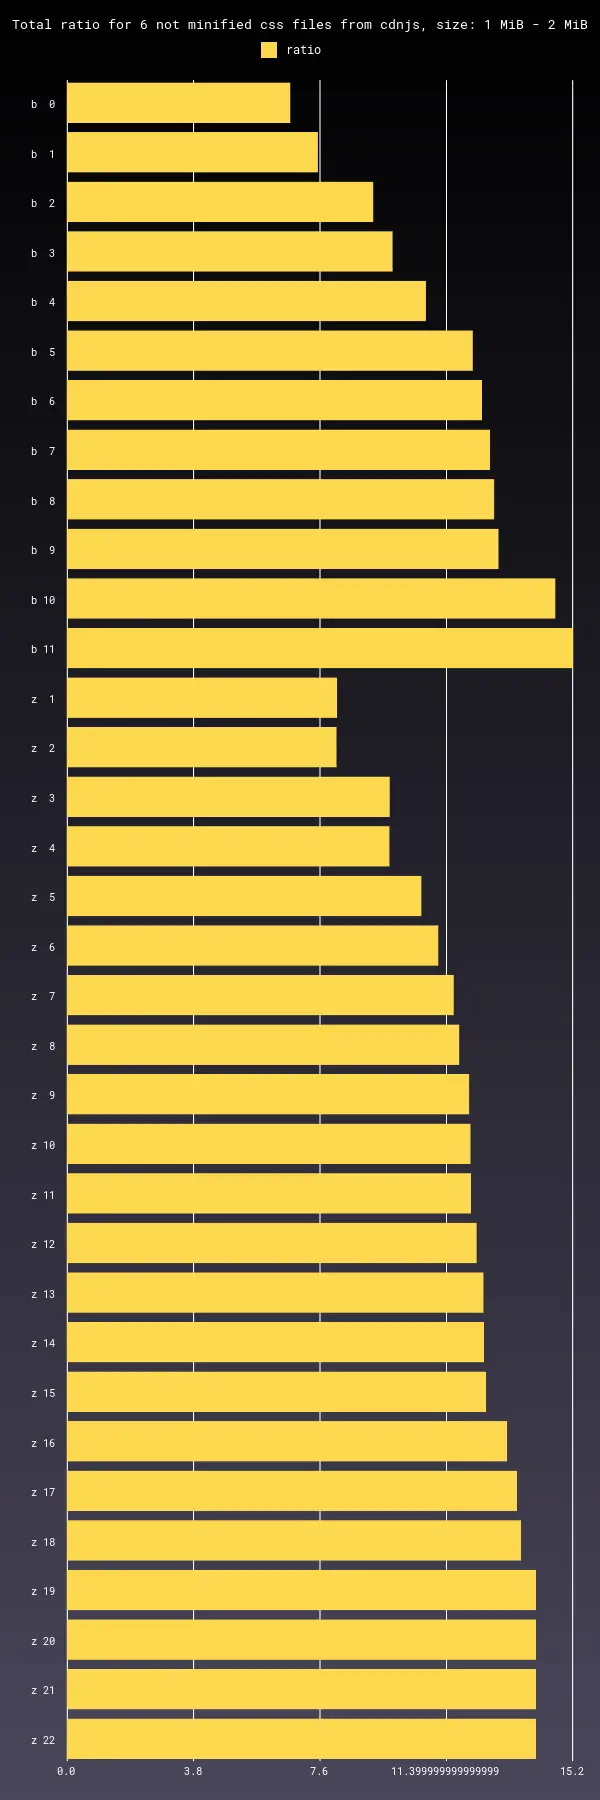 Total ratio for 6 not minified css files from cdnjs, size: 1 MiB - 2 MiB
ratio
b 0
b 1
b 2
b 3
b 4
b 5
b 6
b 7
b 8
b 9
b 10
b 11
z 1
z 2
z 3
z 4
z 5
z 6
z 7
z 8
z 9
z 10
z 11
z 12
z 13
z 14
z 15
z 16
z 17
z 18
z 19
z 20
z 21
z 22
0.0 3.8 7.6 11.399999999999999 15.2